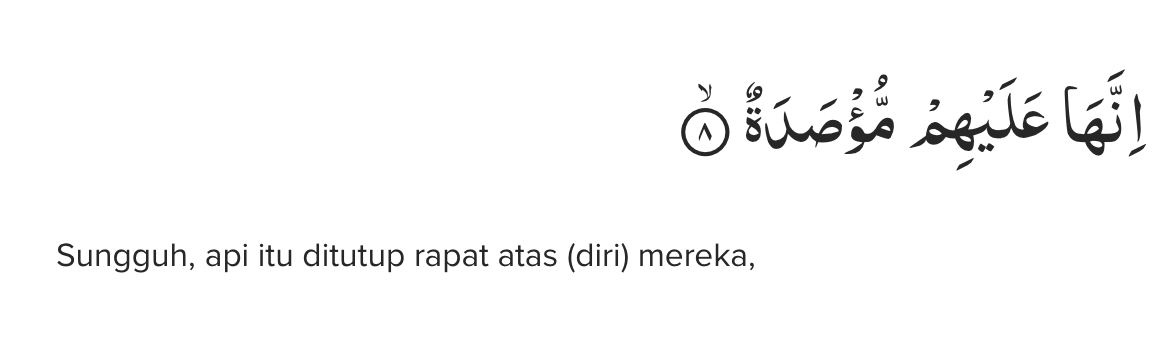 اِنَّهَا عَلَيْهِمْ مُّؤْصَدَةٌۙ ٨
Sungguh, api itu ditutup rapat atas (diri) mereka,